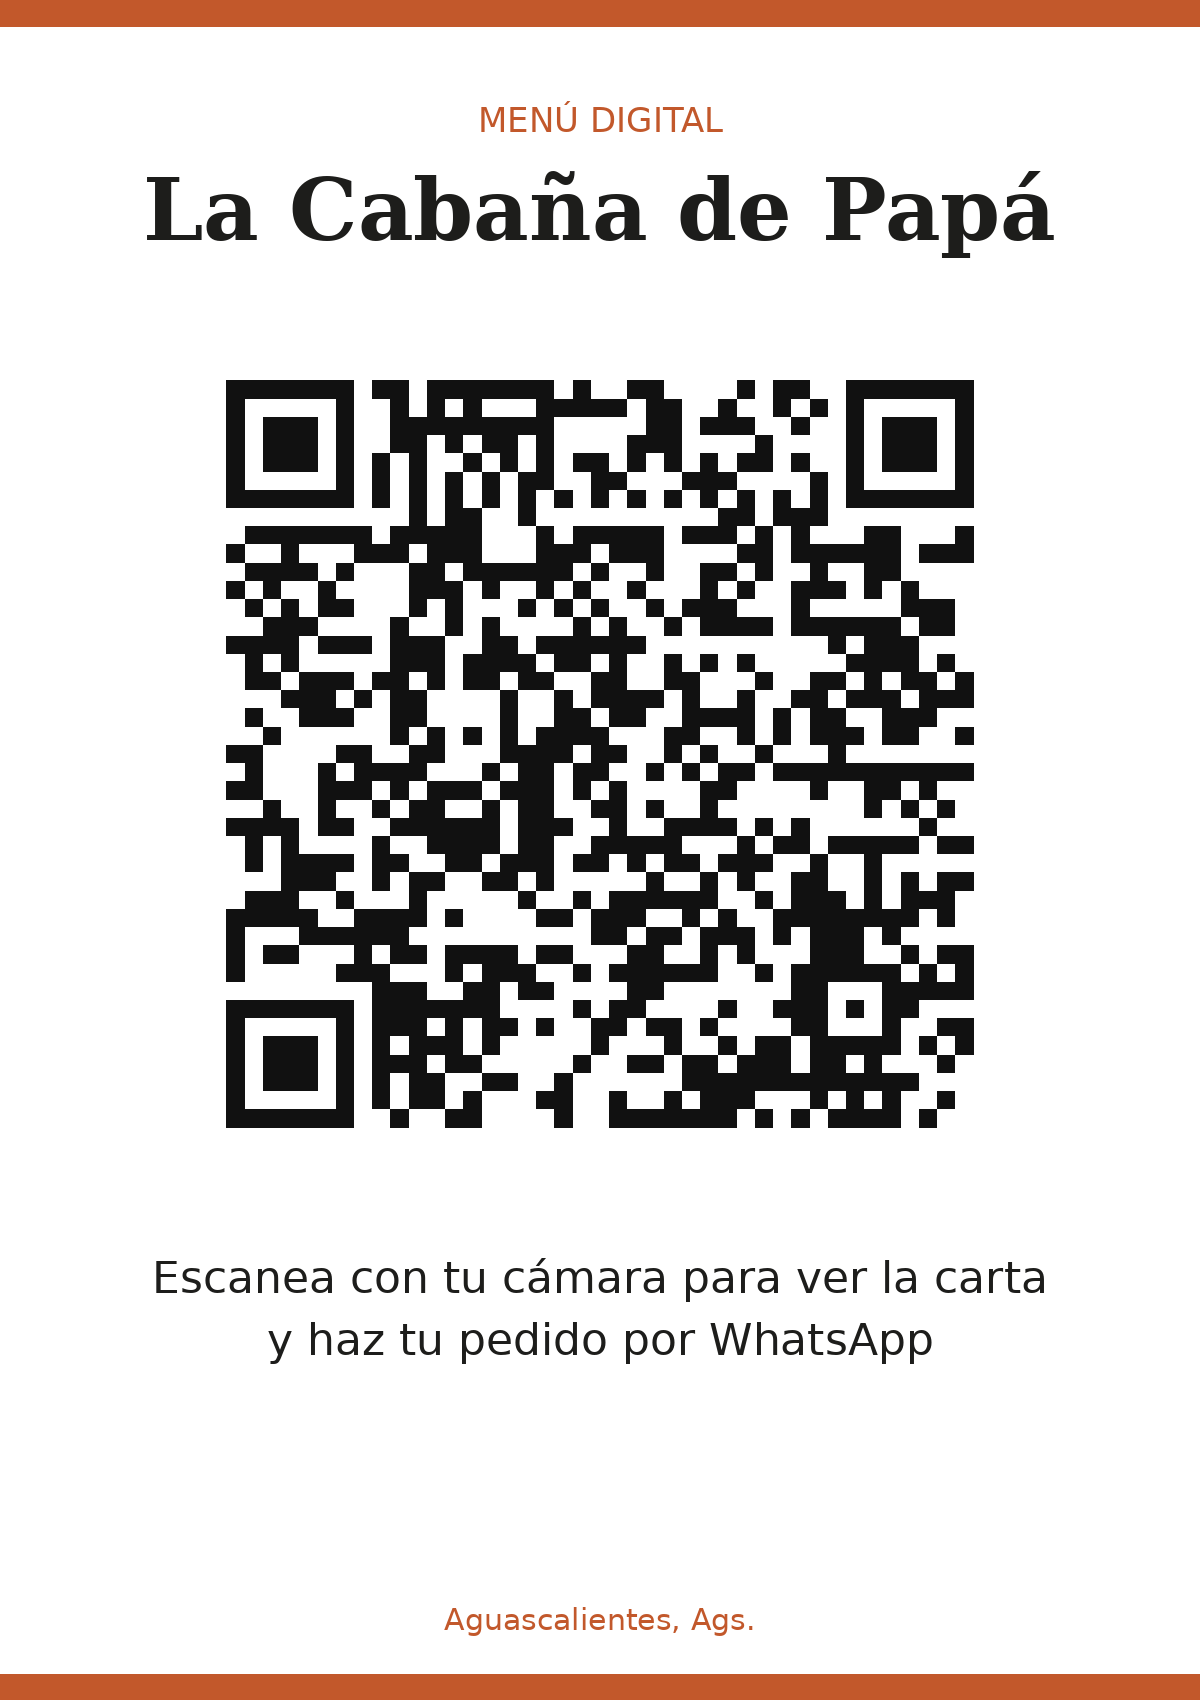 MENÚ DIGITAL
La Cabaña de Papá
Escanea con tu cámara para ver la carta
y haz tu pedido por WhatsApp
Aguascalientes, Ags.